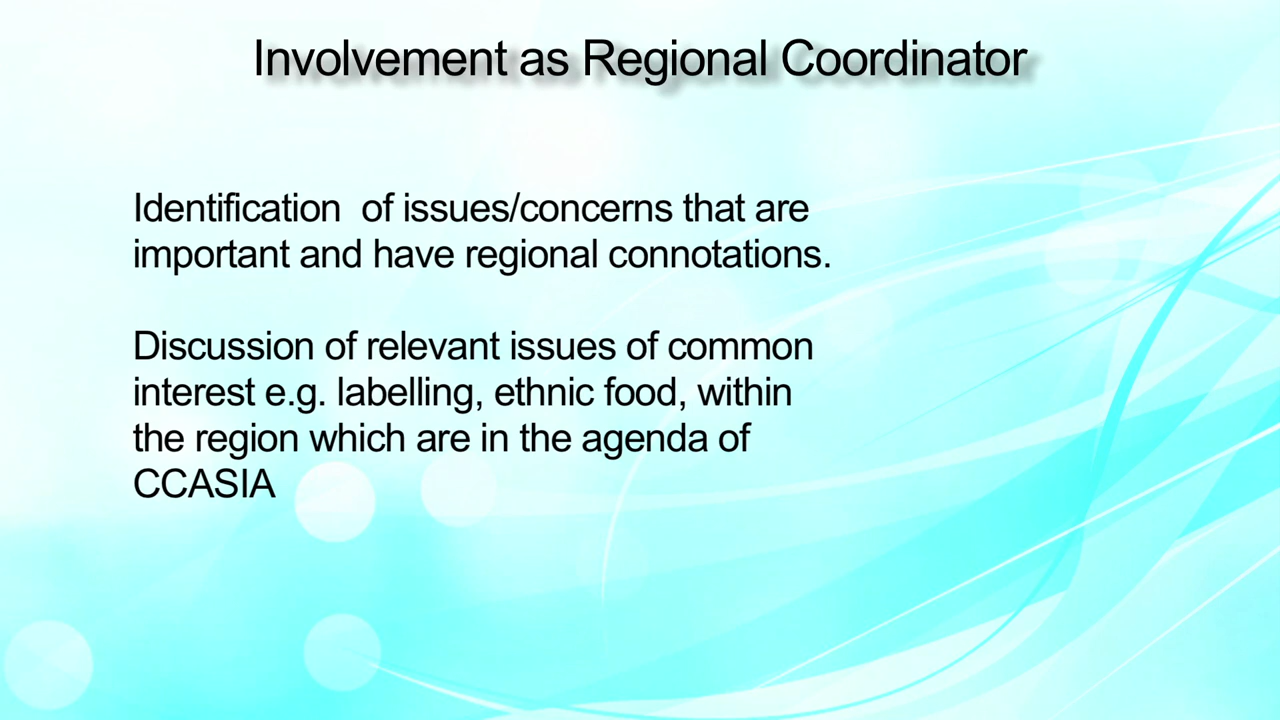 Involvement as Regional Coordinator
Identification  of issues/concerns that are
important and have regional connotations.
Discussion of relevant issues of common
interest e.g. labelling, ethnic food, within
the region which are in the agenda of
CCASIA